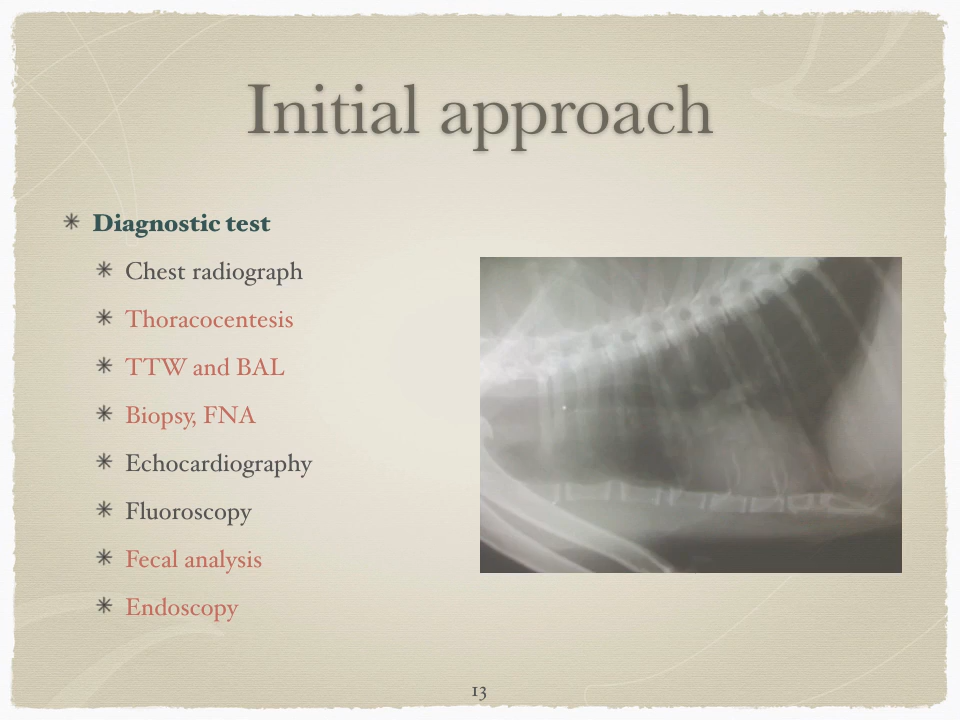 Initial approach
Diagnostic test
Chest radiograph
Thoracocentesis
TTW and BAL
Biopsy, FNA
Echocardiography
Fluoroscopy
Fecal analysis
Endoscopy
13